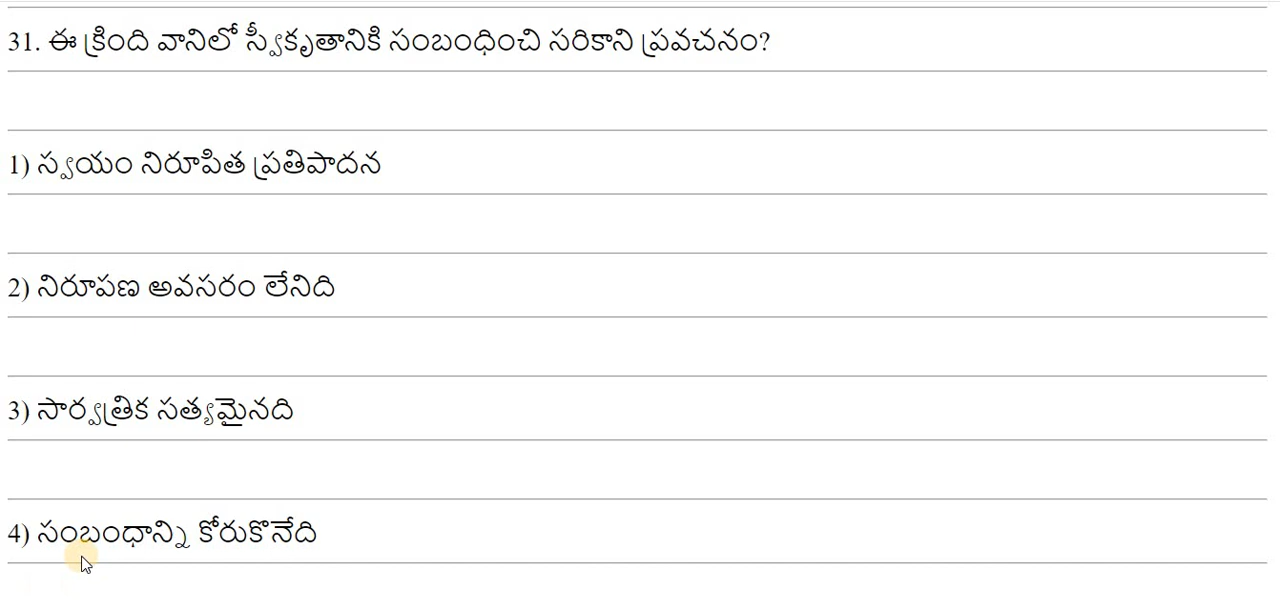 31. ఈ క్రింది వానిలో స్వీకృతానికి సంబంధించి సరికాని ప్రవచనం?
1) స్వయం నిరూపిత ప్రతిపాదన
2) నిరూపణ అవసరం లేనిది
3) సార్వత్రిక సత్యమైనది
4) సంబంధాన్ని కోరుకొనేది